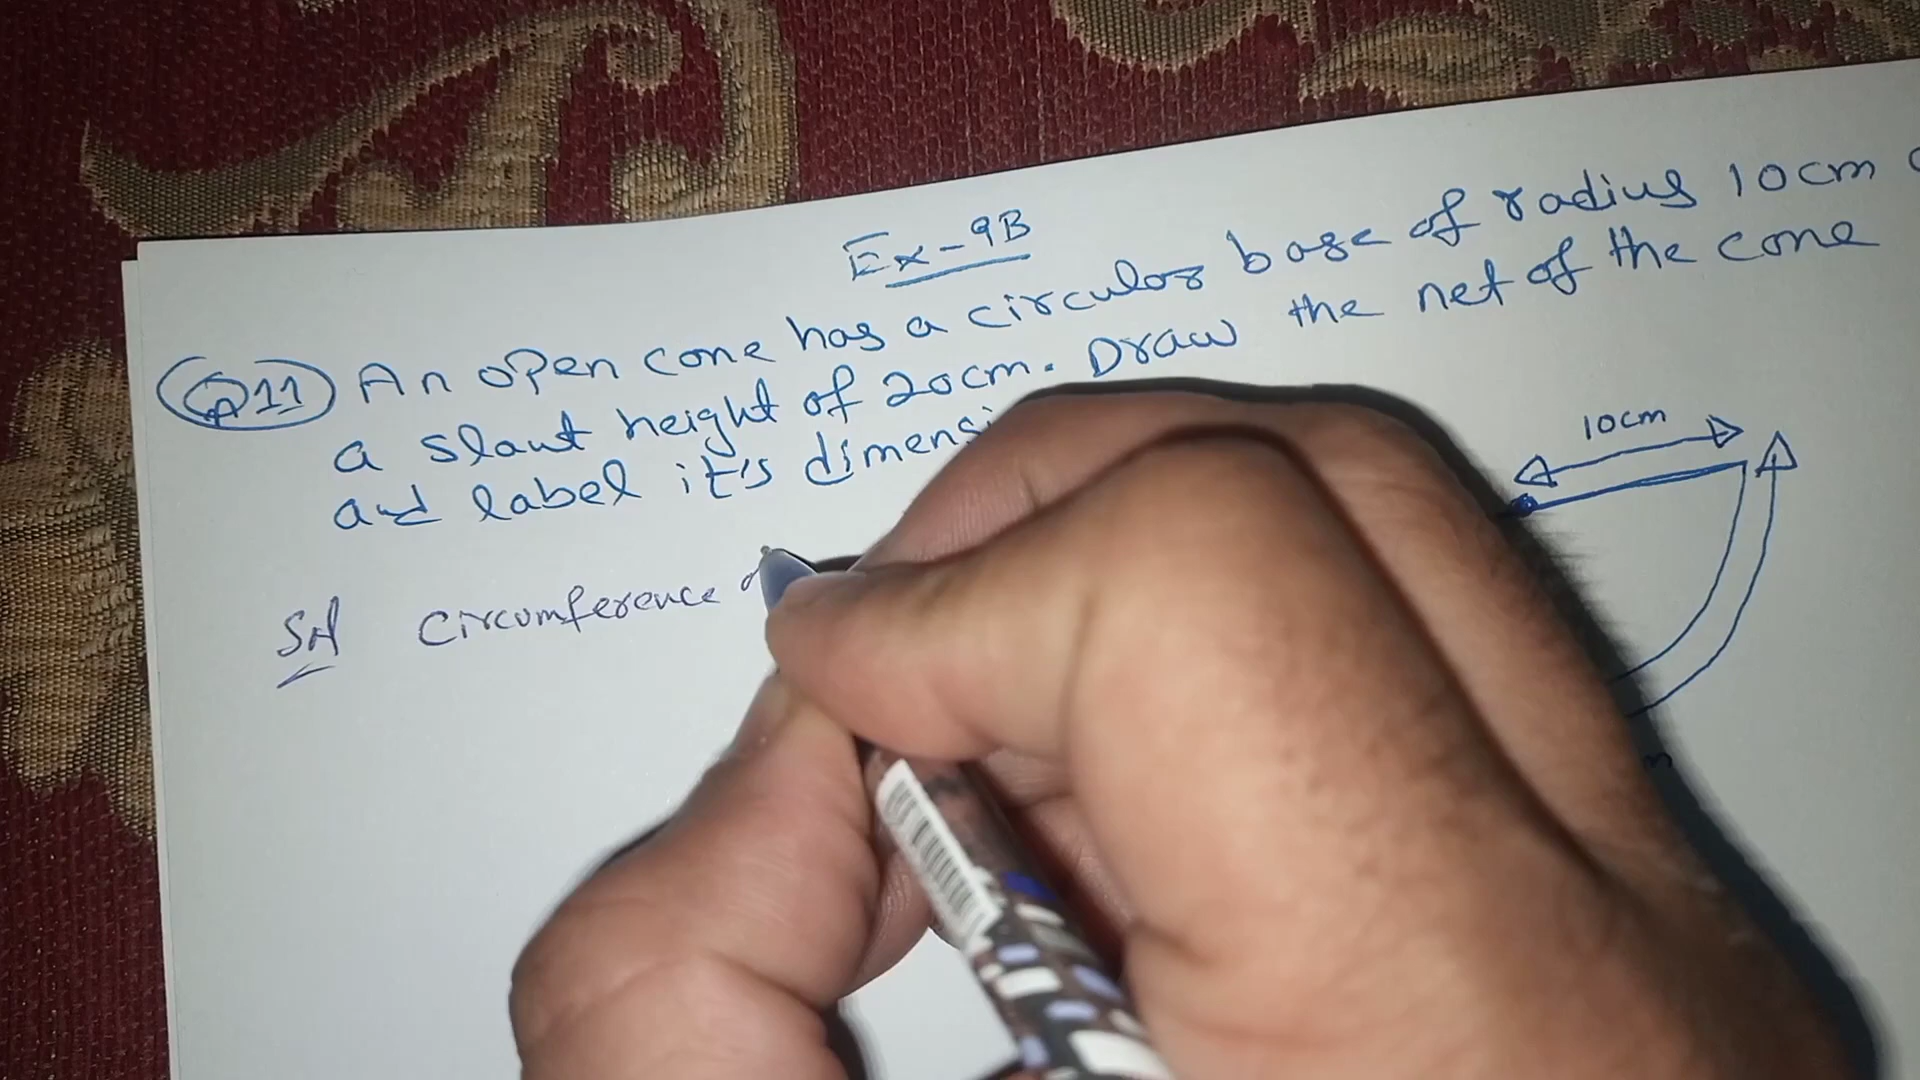 Ex-9B
Q11 An open cone has a circular base of radius 10cm
a slant height of 20cm. Draw the net of the cone
and label it's
10cm
Sol Circumference